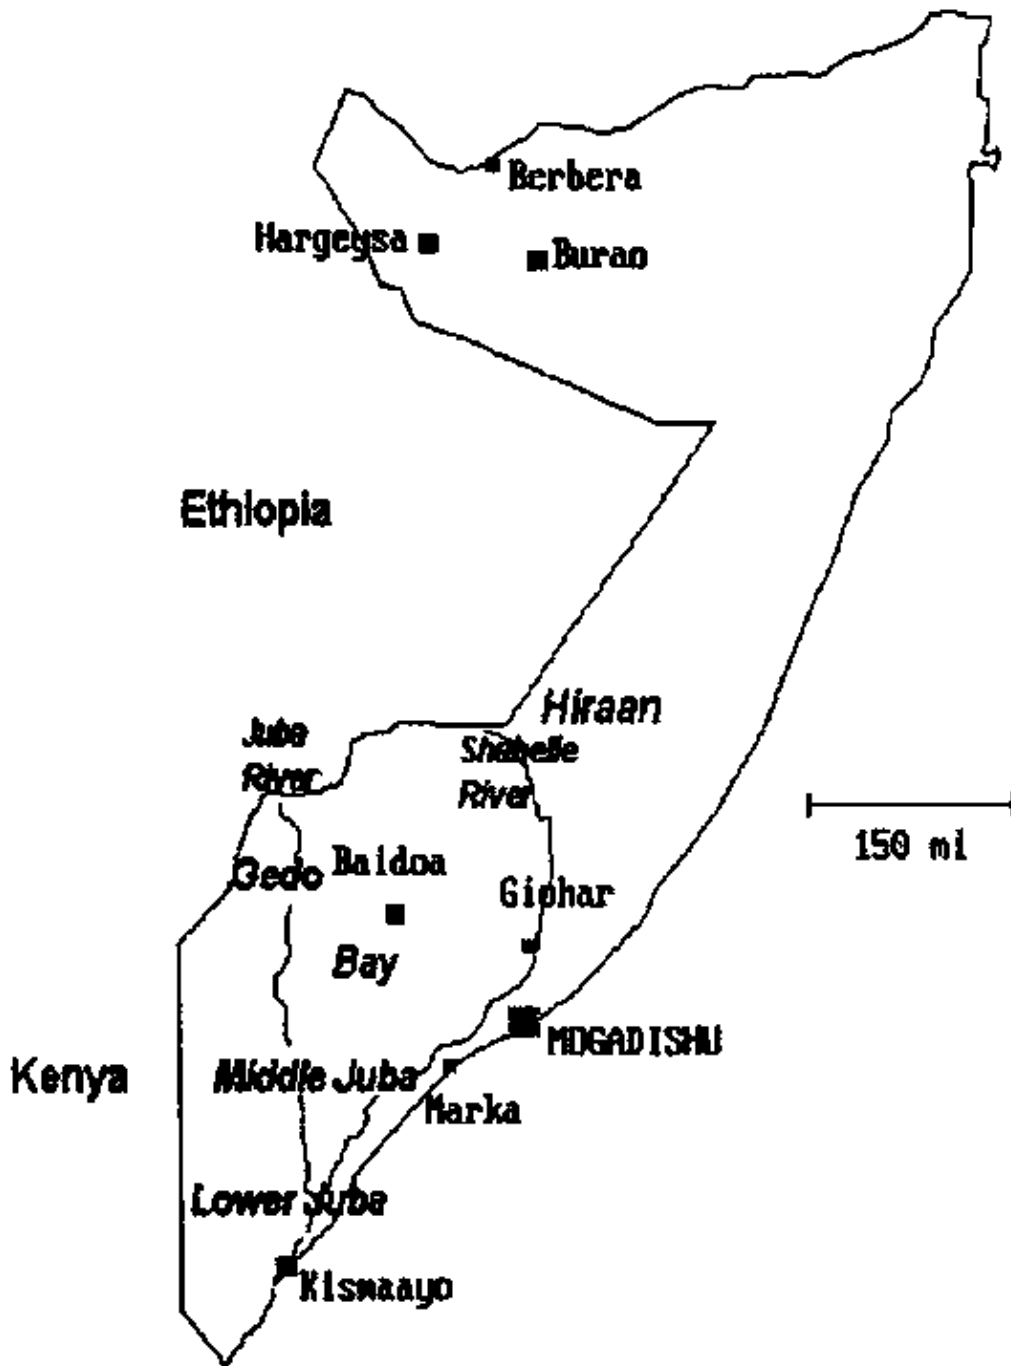 Berbera
Hargeysa
Burao
Ethiopia
Hiraan
Juba
River
Shabelle
River
150 mi
Gedo
Baidoa
Giohar
Bay
MOGADISHU
Kenya
Middle Juba
Marka
Lower Juba
Kismaayo